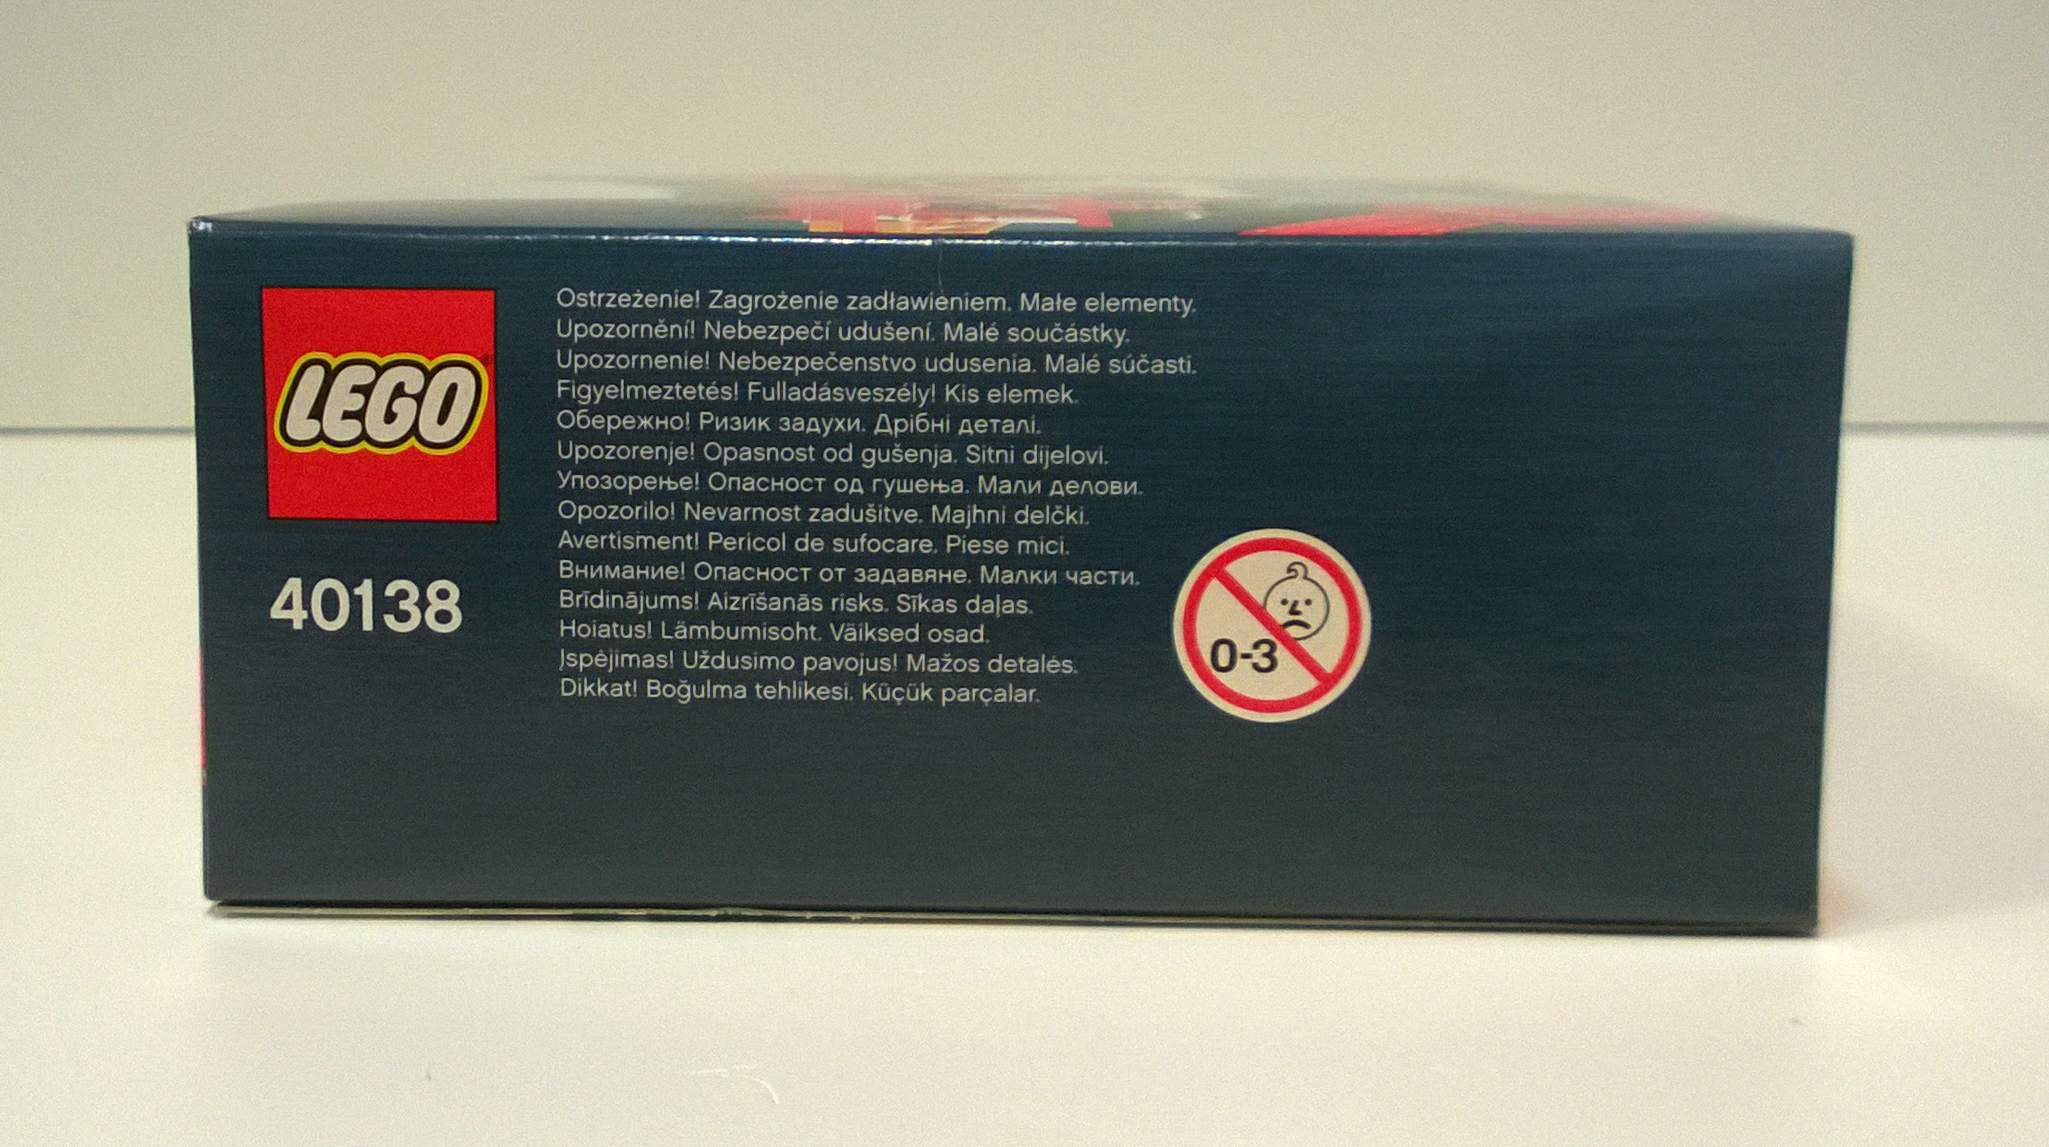 LEGO
40138
Ostrzeżenie! Zagrożenie zadławieniem. Małe elementy.
Upozornění! Nebezpečí udušení. Malé součástky.
Upozornenie! Nebezpečenstvo udusenia. Malé súčasti.
Figyelmeztetés! Fulladásveszély! Kis elemek.
Обережно! Ризик задухи. Дрібні деталі.
Upozorenje! Opasnost od gušenja. Sitni dijelovi.
Упозорење! Опасност од гушења. Мали делови.
Opozorilo! Nevarnost zadušitve. Majhni delčki.
Avertisment! Pericol de sufocare. Piese mici.
Внимание! Опасност от задавяне. Малки части.
Brīdinājums! Aizrīšanās risks. Sīkas daļas.
Hoiatus! Lämbumisoht. Väiksed osad.
Įspėjimas! Uždusimo pavojus! Mažos detalės.
Dikkat! Boğulma tehlikesi. Küçük parçalar.
0-3